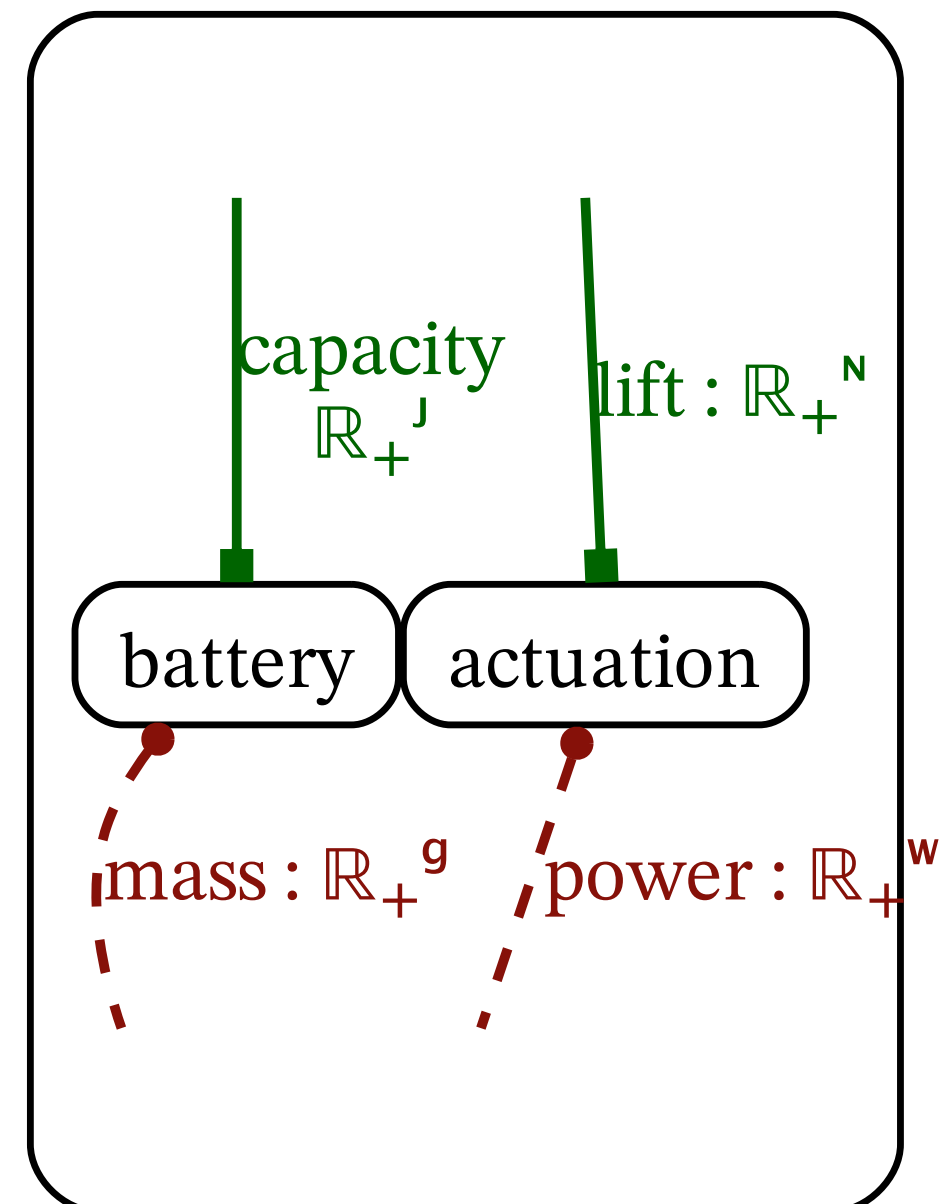 capacity
ℝ₊ᴶ
lift : ℝ₊ᴺ
battery
actuation
mass : ℝ₊ᵍ
power : ℝ₊ᵂ